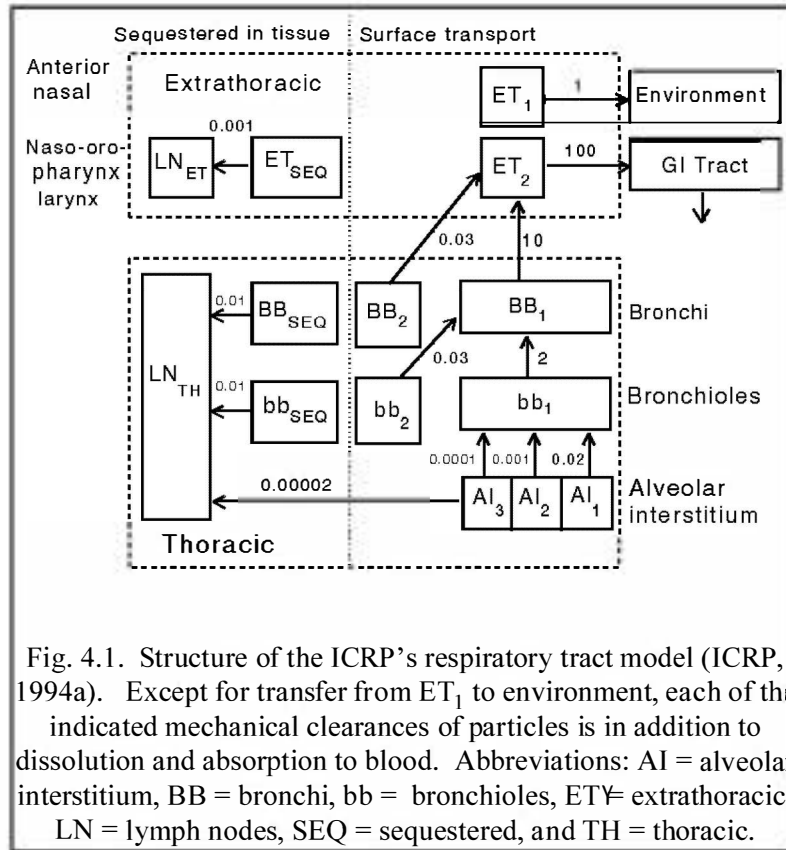 Sequestered in tissue
Surface transport
Anterior
nasal
Extrathoracic
ET1
1
Environment
Naso-oro-
pharynx
larynx
LNET
0.001
ETSEQ
ET2
100
GI Tract
0.03
10
LNTH
0.01
BBSEQ
BB2
BB1
Bronchi
0.03
2
0.01
bbSEQ
bb2
bb1
Bronchioles
0.0001
0.001
0.02
0.00002
AI3
AI2
AI1
Alveolar
interstitium
Thoracic
Fig. 4.1. Structure of the ICRP's respiratory tract model (ICRP,
1994a). Except for transfer from ET1 to environment, each of the
indicated mechanical clearances of particles is in addition to
dissolution and absorption to blood. Abbreviations: AI = alveolar
interstitium, BB = bronchi, bb = bronchioles, ET= extrathoracic
LN = lymph nodes, SEQ = sequestered, and TH = thoracic.